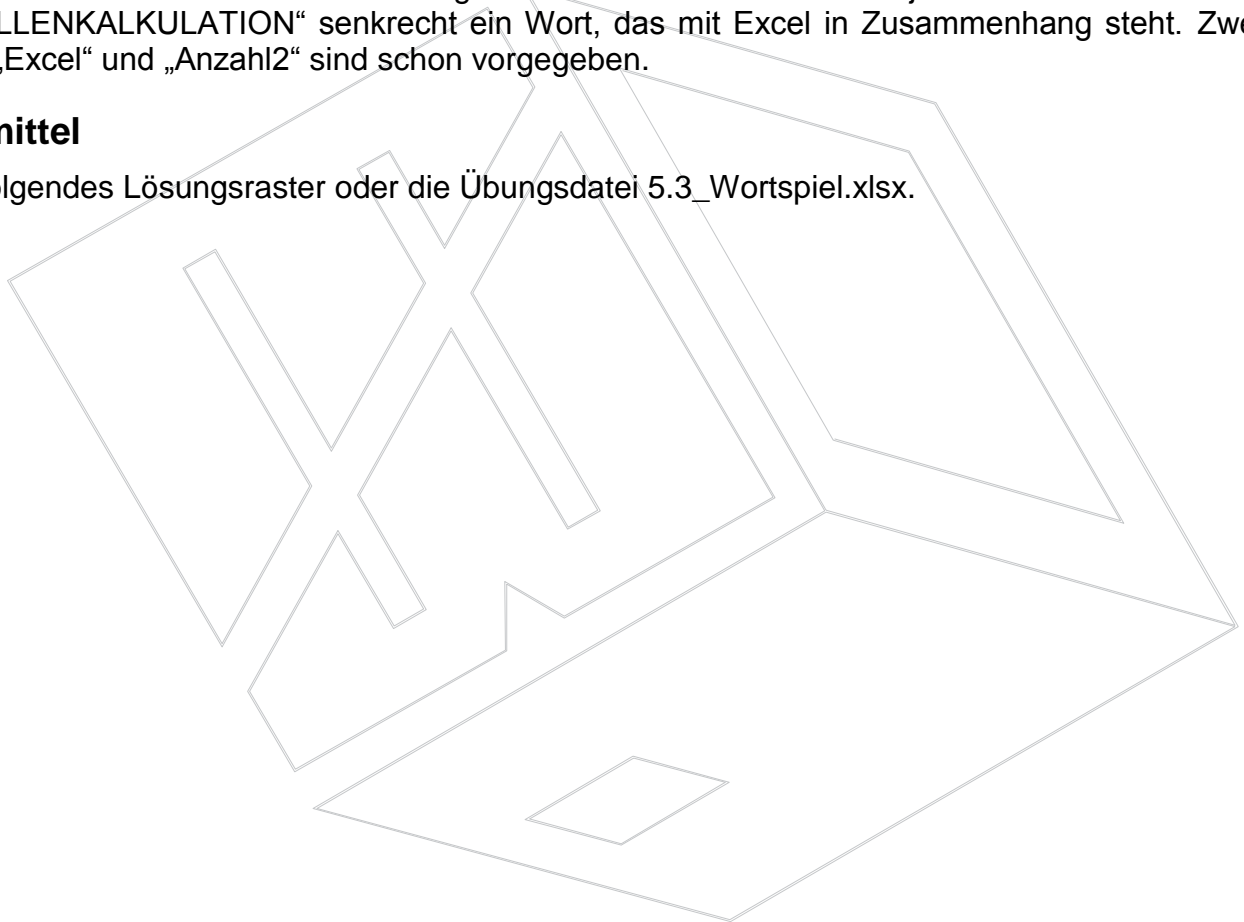 LLENKALKULATION“ senkrecht ein Wort, das mit Excel in Zusammenhang steht. Zwe
„Excel“ und „Anzahl2“ sind schon vorgegeben.
mittel
olgendes Lösungsraster oder die Übungsdatei 5.3_Wortspiel.xlsx.